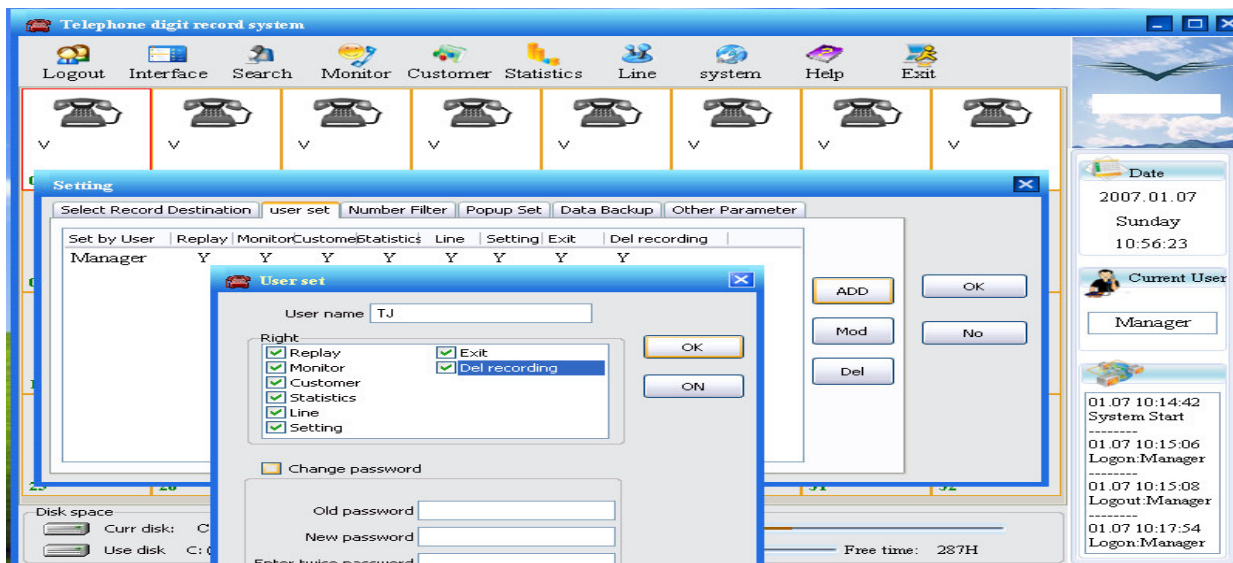 Telephone digit record system
Logout Interface Search Monitor Customer Statistics Line system Help Exit
v v v v v v v v
Date
2007.01.07
Sunday
10:56:23
Current User
Manager
01.07 10:14:42
System Start
--------
01.07 10:15:06
Logon:Manager
--------
01.07 10:15:08
Logout:Manager
--------
01.07 10:17:54
Logon:Manager
Setting
Select Record Destination user set Number Filter Popup Set Data Backup Other Parameter
Set by User Replay Monitor Custome Statistics Line Setting Exit Del recording
Manager Y Y Y Y Y Y Y Y
ADD
Mod
Del
OK
No
User set
User name TJ
Right
Replay
Monitor
Customer
Statistics
Line
Setting
Exit
Del recording
OK
ON
Change password
Old password
New password
Enter twice password
Disk space
Curr disk: C
Use disk C:(
Free time: 287H